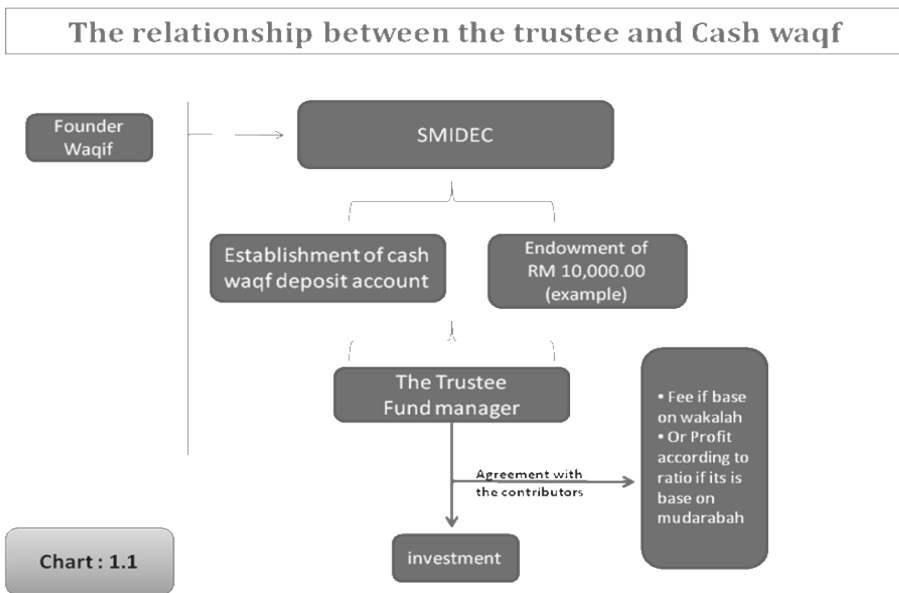 The relationship between the trustee and Cash waqf
Founder
Waqif
SMIDEC
Establishment of cash
waqf deposit account
Endowment of
RM 10,000.00
(example)
The Trustee
Fund manager
• Fee if base
on wakalah
• Or Profit
according to
ratio if its is
base on
mudarabah
Agreement with
the contributors
investment
Chart : 1.1